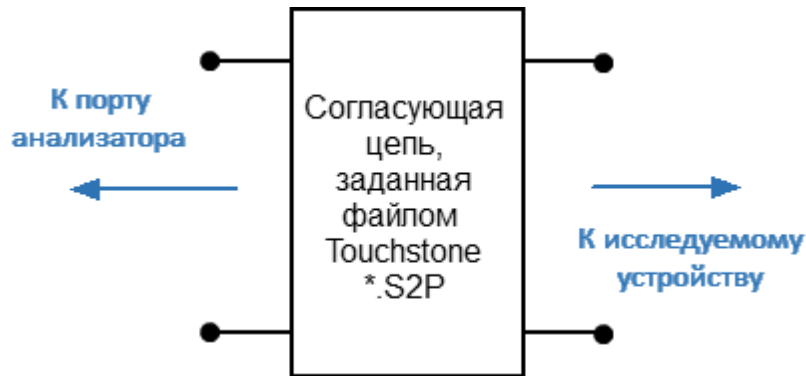 К порту
анализатора
Согласующая
цепь,
заданная
файлом
Touchstone
*.S2P
К исследуемому
устройству